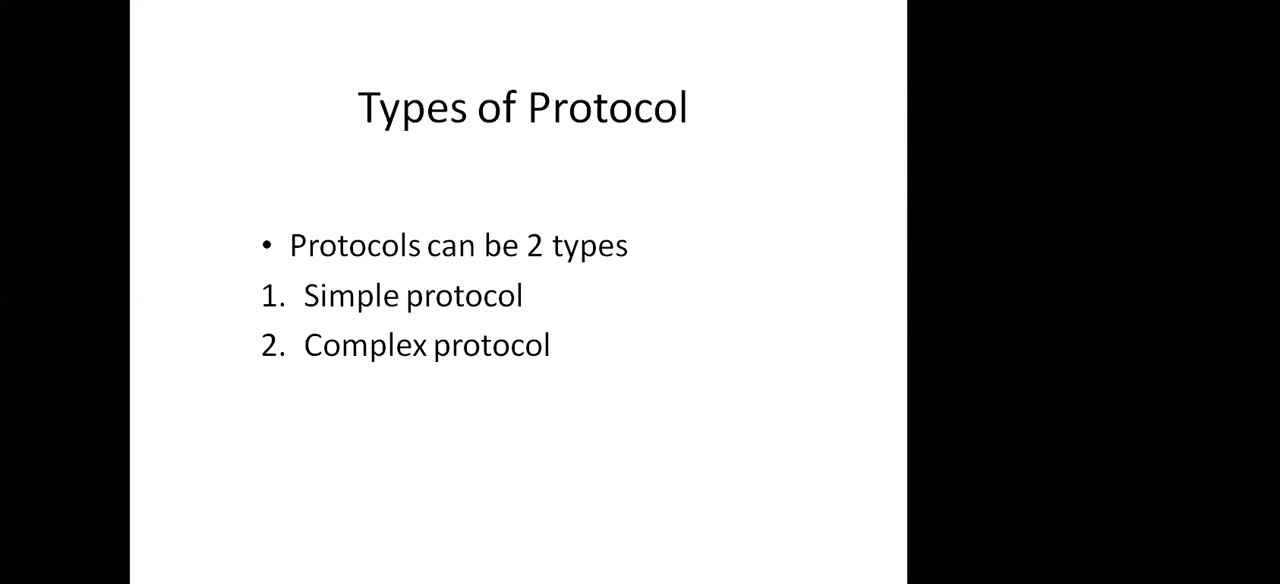 Types of Protocol
• Protocols can be 2 types
1. Simple protocol
2. Complex protocol